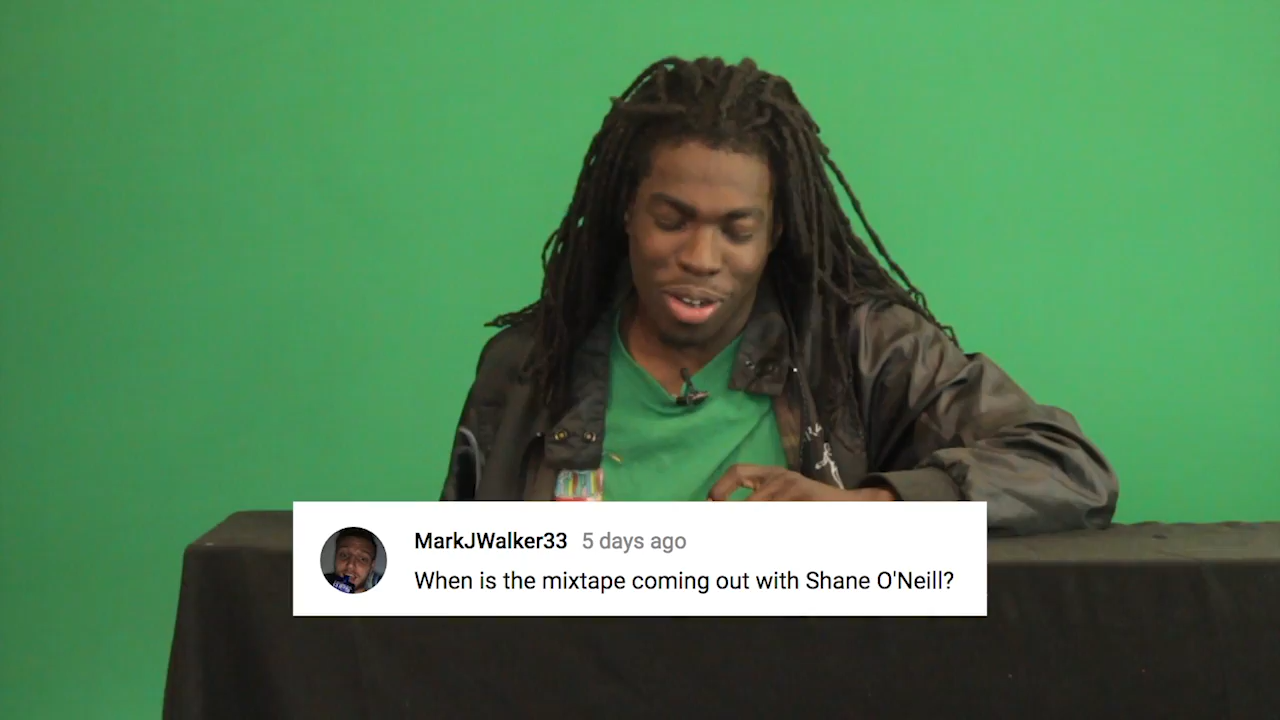 MarkJWalker33 5 days ago
When is the mixtape coming out with Shane O'Neill?